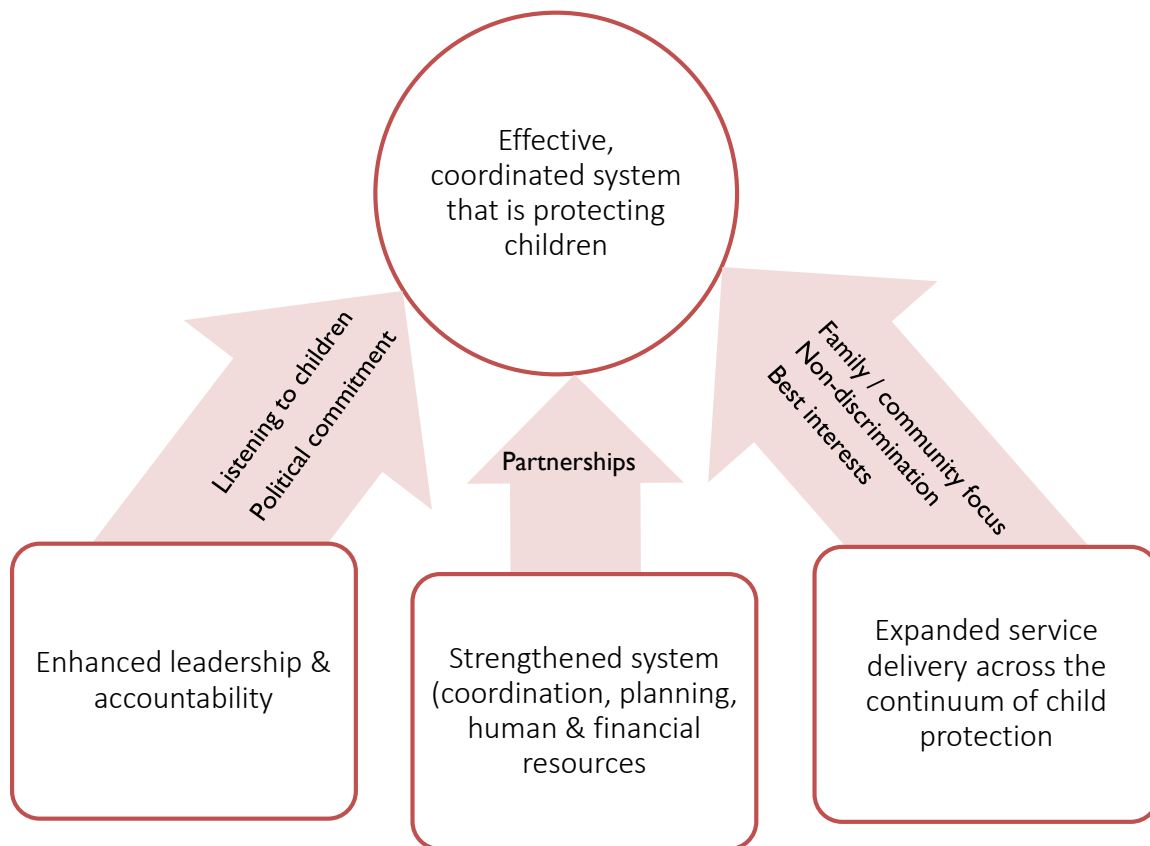 Effective,
coordinated system
that is protecting
children
Listening to children
Political commitment
Partnerships
Family / community focus
Non-discrimination
Best interests
Enhanced leadership &
accountability
Strengthened system
(coordination, planning,
human & financial
resources
Expanded service
delivery across the
continuum of child
protection